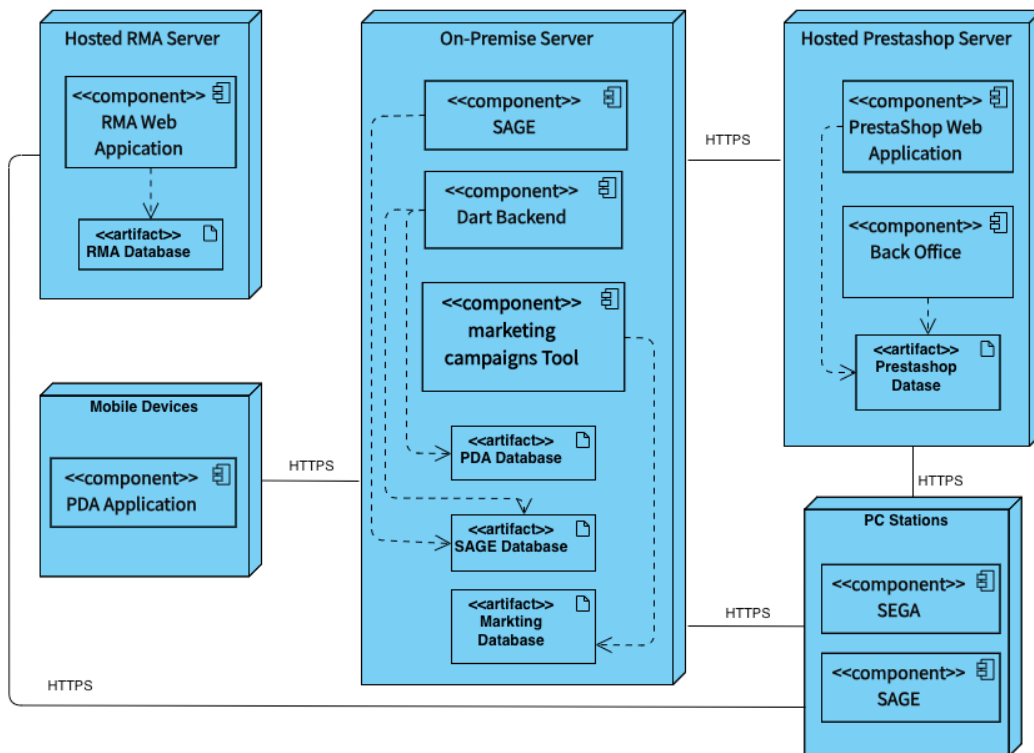 Hosted RMA Server
<<component>>
RMA Web
Appication
<<artifact>>
RMA Database
On-Premise Server
<<component>>
SAGE
<<component>>
Dart Backend
<<component>>
marketing
campaigns Tool
<<artifact>>
PDA Database
<<artifact>>
SAGE Database
<<artifact>>
Markting
Database
HTTPS
Hosted Prestashop Server
<<component>>
PrestaShop Web
Application
<<component>>
Back Office
<<artifact>>
Prestashop
Datase
Mobile Devices
<<component>>
PDA Application
HTTPS
HTTPS
PC Stations
<<component>>
SEGA
<<component>>
SAGE
HTTPS
HTTPS